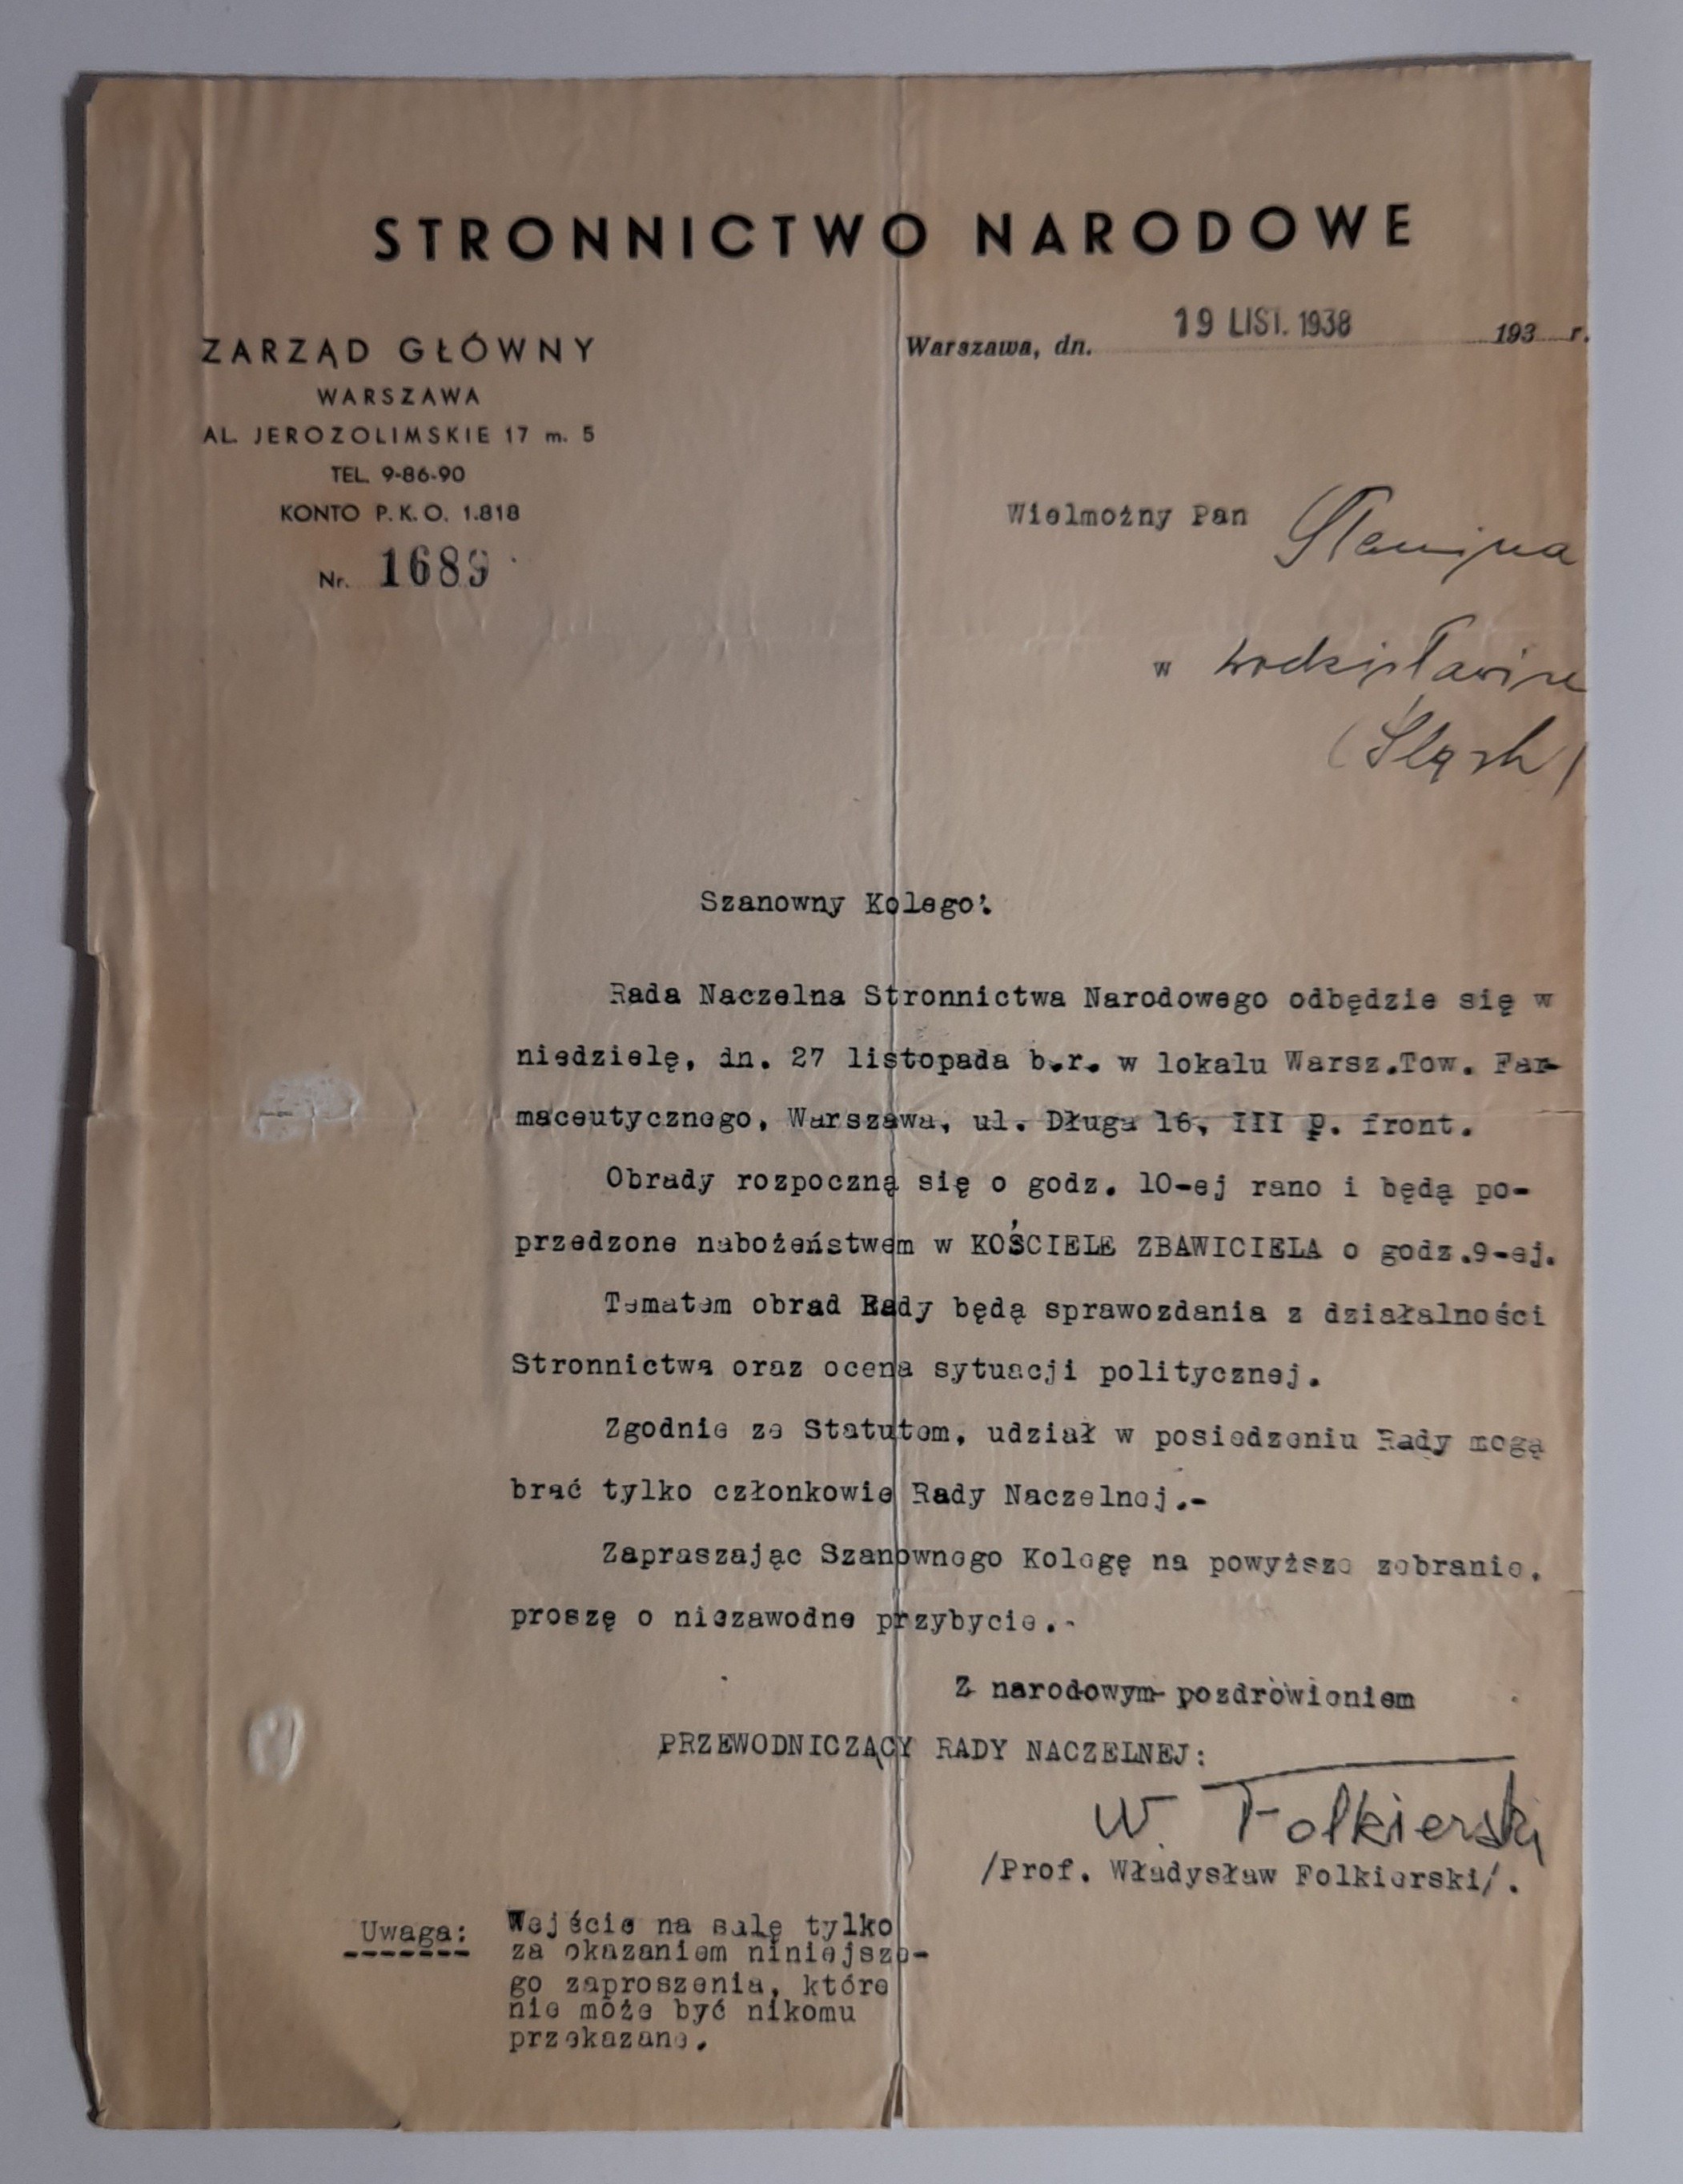 STRONNICTWO NARODOWE
ZARZĄD GŁÓWNY
WARSZAWA
AL. JEROZOLIMSKIE 17 m. 5
TEL. 9-86-90
KONTO P. K. O. 1.818
Nr. 1689
Warszawa, dn. 19 LIST. 1938 193 r.
Wielmożny Pan
w Wodzisławiu
(Śląsk)
Szanowny Kolego!
Rada Naczelna Stronnictwa Narodowego odbędzie się w
niedzielę, dn. 27 listopada b.r. w lokalu Warsz.Tow. Far-
maceutycznego, Warszawa, ul. Długa 16, III p. front.
Obrady rozpoczną się o godz. 10-ej rano i będą po-
przedzone nabożeństwem w KOŚCIELE ZBAWICIELA o godz.9-ej.
Tematem obrad Rady będą sprawozdania z działalności
Stronnictwa oraz ocena sytuacji politycznej.
Zgodnie ze Statutem, udział w posiedzeniu Rady mogą
brać tylko członkowie Rady Naczelnej.-
Zapraszając Szanownego Kolegę na powyższe zebranie,
proszę o niezawodne przybycie.-
Z narodowym pozdrowieniem
PRZEWODNICZĄCY RADY NACZELNEJ:
W. Folkierski
/Prof. Władysław Folkierski/.
Uwaga: Wejście na salę tylko
za okazaniem niniejsze-
go zaproszenia, które
nie może być nikomu
przekazane.